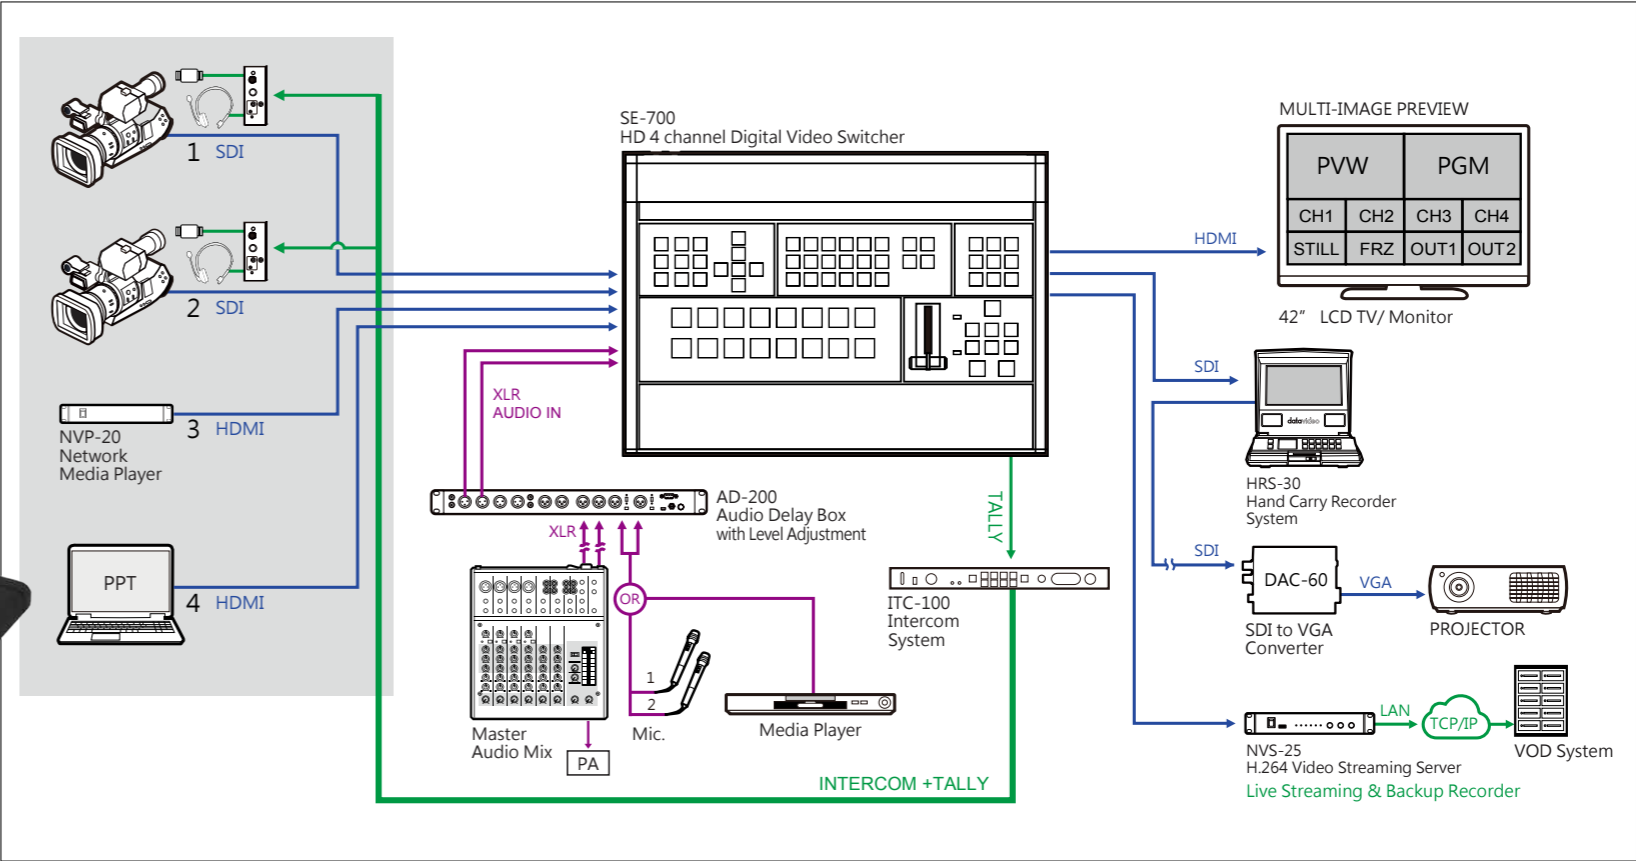 1 SDI
2 SDI
3 HDMI
NVP-20
Network
Media Player
PPT
4 HDMI
SE-700
HD 4 channel Digital Video Switcher
XLR
AUDIO IN
AD-200
Audio Delay Box
with Level Adjustment
XLR
OR
1
2
Mic.
Master
Audio Mix
PA
Media Player
TALLY
ITC-100
Intercom
System
INTERCOM +TALLY
MULTI-IMAGE PREVIEW
PVW PGM
CH1 CH2 CH3 CH4
STILL FRZ OUT1 OUT2
42" LCD TV/ Monitor
HDMI
SDI
datavideo
HRS-30
Hand Carry Recorder
System
SDI
DAC-60
VGA
SDI to VGA
Converter
PROJECTOR
LAN
TCP/IP
VOD System
NVS-25
H.264 Video Streaming Server
Live Streaming & Backup Recorder